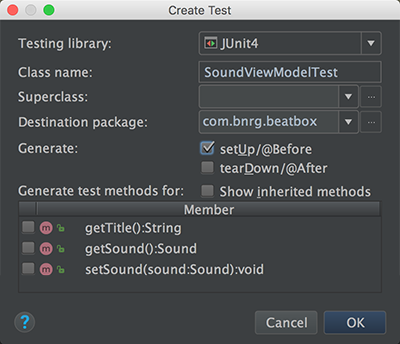 Create Test
Testing library: JUnit4
Class name: SoundViewModelTest
Superclass: ...
Destination package: com.bnrg.beatbox ...
Generate: setUp/@Before
tearDown/@After
Generate test methods for: Show inherited methods
Member
m getTitle():String
m getSound():Sound
m setSound(sound:Sound):void
? Cancel OK